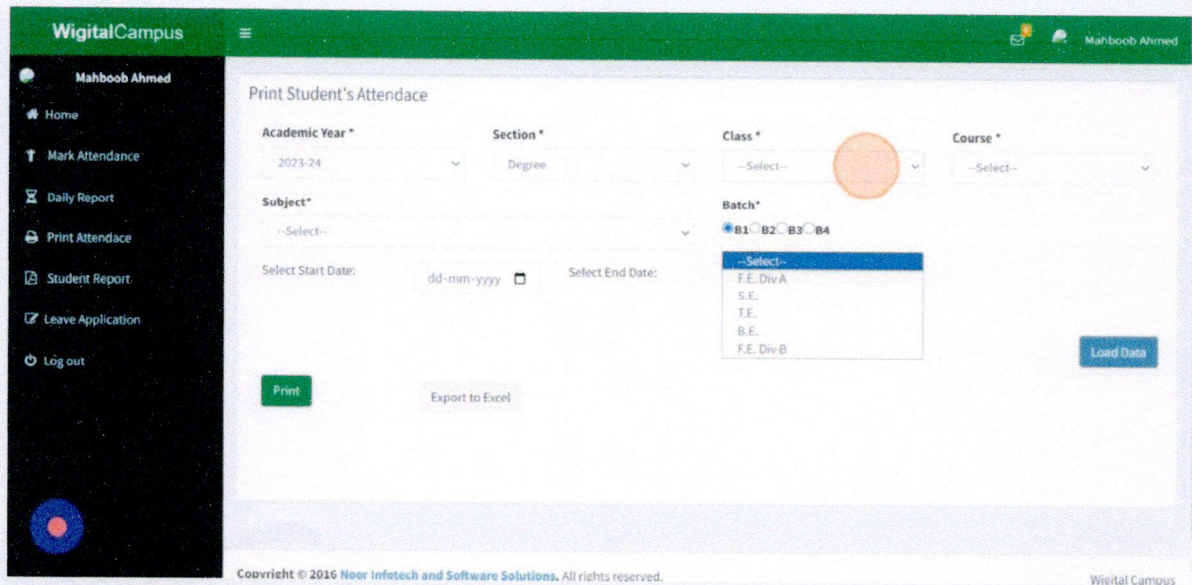 WigitalCampus
Mahboob Ahmed
Mahboob Ahmed
Home
Mark Attendance
Daily Report
Print Attendace
Student Report
Leave Application
Log out
Print Student's Attendace
Academic Year * Section * Class * Course *
2023-24 Degree --Select-- --Select--
Subject* Batch*
--Select-- B1 B2 B3 B4
Select Start Date: dd-mm-yyyy Select End Date:
--Select--
F.E. Div A
S.E.
T.E.
B.E.
F.E. Div B
Load Data
Print Export to Excel
Copyright © 2016 Noor Infotech and Software Solutions. All rights reserved. Wigital Campus